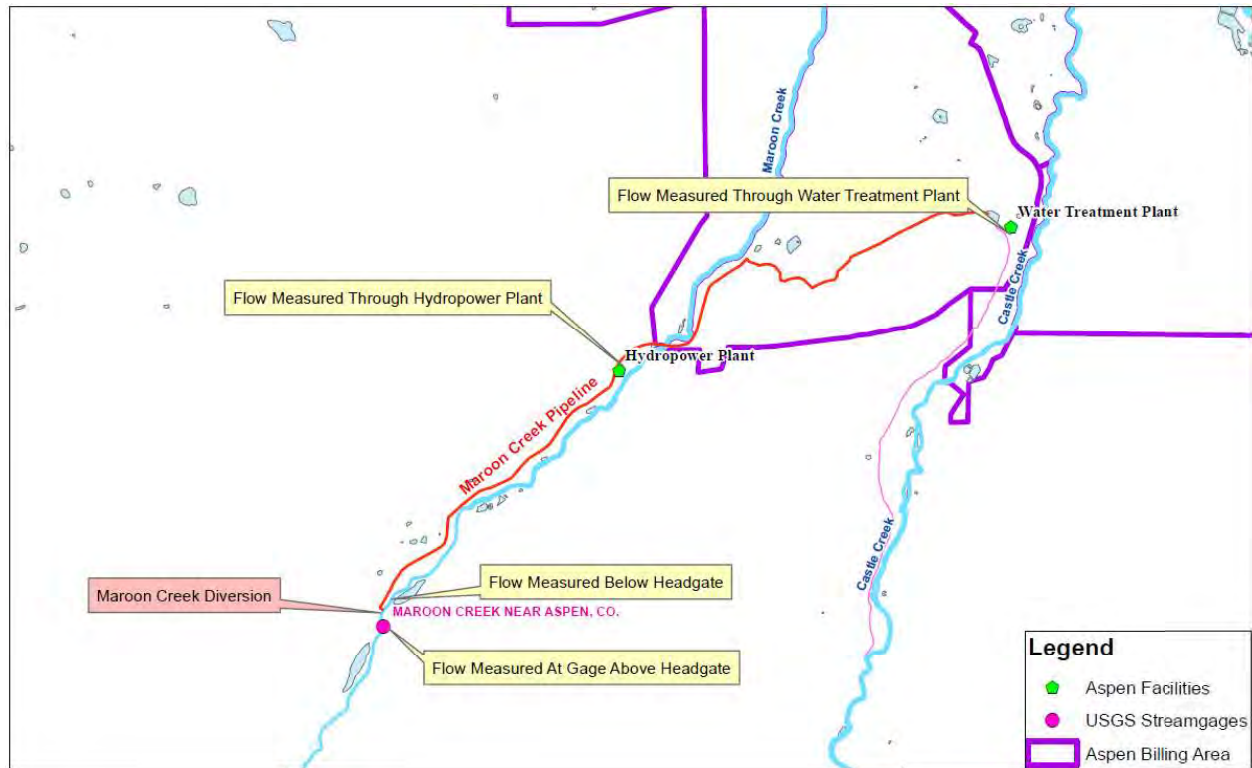 Maroon Creek
Flow Measured Through Water Treatment Plant
Water Treatment Plant
Castle Creek
Flow Measured Through Hydropower Plant
Hydropower Plant
Maroon Creek Pipeline
Castle Creek
Flow Measured Below Headgate
Maroon Creek Diversion
MAROON CREEK NEAR ASPEN, CO.
Flow Measured At Gage Above Headgate
Legend
Aspen Facilities
USGS Streamgages
Aspen Billing Area